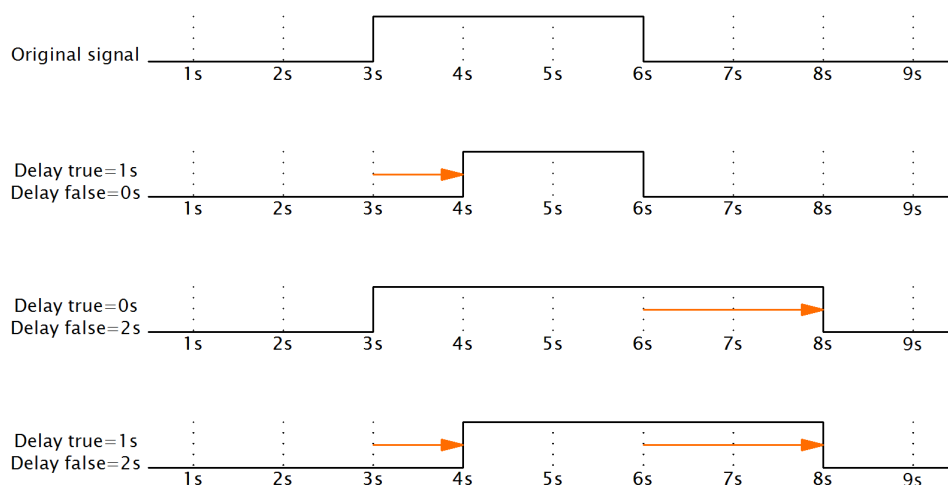 Original signal
1s 2s 3s 4s 5s 6s 7s 8s 9s
Delay true=1s
Delay false=0s
1s 2s 3s 4s 5s 6s 7s 8s 9s
Delay true=0s
Delay false=2s
1s 2s 3s 4s 5s 6s 7s 8s 9s
Delay true=1s
Delay false=2s
1s 2s 3s 4s 5s 6s 7s 8s 9s